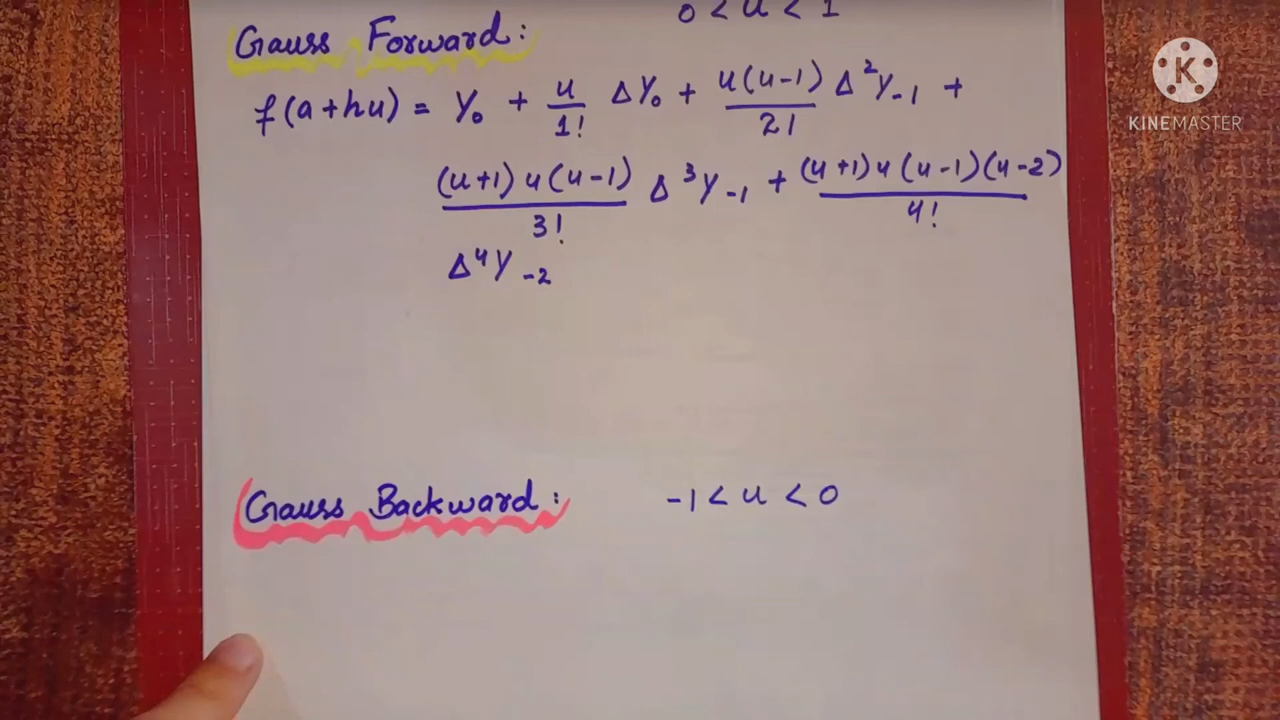 0 < u < 1
Gauss Forward:
f(a+hu) = Y₀ + u/1! ΔY₀ + u(u-1)/2! Δ²Y₋₁ +
(u+1)u(u-1)/3! Δ³Y₋₁ + (u+1)u(u-1)(u-2)/4!
Δ⁴Y₋₂
Gauss Backward: -1 < u < 0
K
KINEMASTER